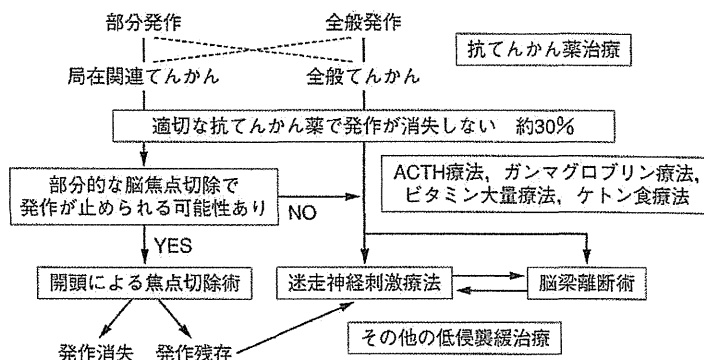 部分発作
全般発作
抗てんかん薬治療
局在関連てんかん
全般てんかん
適切な抗てんかん薬で発作が消失しない 約30%
ACTH療法，ガンマグロブリン療法，
ビタミン大量療法，ケトン食療法
部分的な脳焦点切除で
発作が止められる可能性あり
NO
YES
開頭による焦点切除術
迷走神経刺激療法
脳梁離断術
その他の低侵襲緩治療
発作消失
発作残存